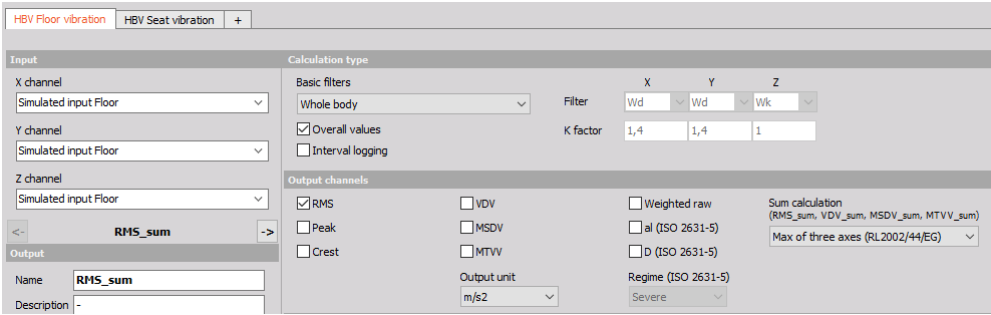 HBV Floor vibration HBV Seat vibration +
Input
X channel
Simulated input Floor
Y channel
Simulated input Floor
Z channel
Simulated input Floor
<- RMS_sum ->
Output
Name RMS_sum
Description -
Calculation type
Basic filters
Whole body
Overall values
Interval logging
X Y Z
Filter Wd Wd Wk
K factor 1,4 1,4 1
Output channels
RMS
Peak
Crest
VDV
MSDV
MTVV
Output unit
m/s2
Weighted raw
al (ISO 2631-5)
D (ISO 2631-5)
Regime (ISO 2631-5)
Severe
Sum calculation
(RMS_sum, VDV_sum, MSDV_sum, MTVV_sum)
Max of three axes (RL2002/44/EG)